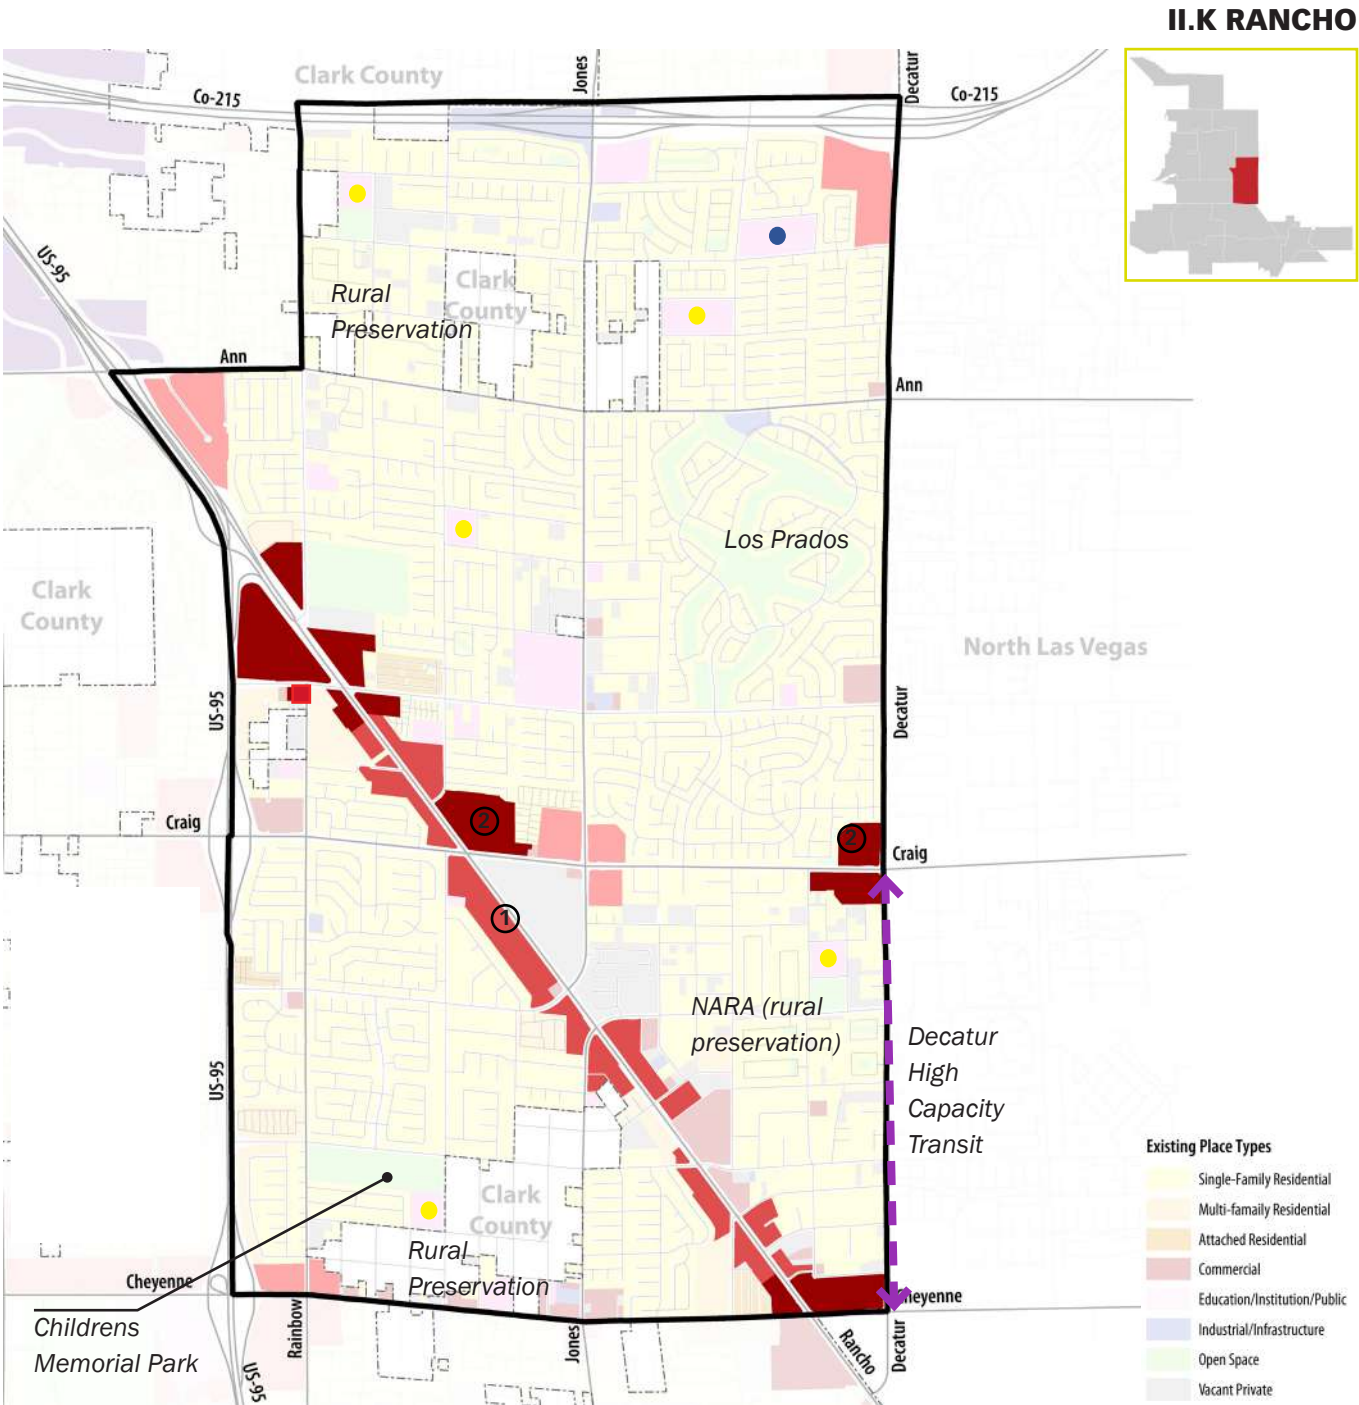 II.K RANCHO
Clark County
Jones
Decatur
Co-215
Co-215
US-95
Clark
County
Rural
Preservation
Ann
Ann
Los Prados
Clark
County
North Las Vegas
US-95
Decatur
Craig
2
2
Craig
1
NARA (rural
preservation)
Decatur
High
Capacity
Transit
US-95
Clark
County
Rural
Preservation
Cheyenne
heyenne
Childrens
Memorial Park
Rainbow
Jones
Rancho
Decatur
US-95
Existing Place Types
Single-Family Residential
Multi-famaily Residential
Attached Residential
Commercial
Education/Institution/Public
Industrial/Infrastructure
Open Space
Vacant Private